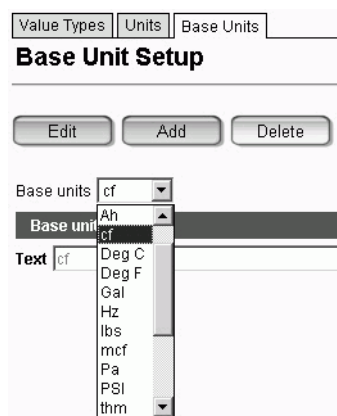 Value Types Units Base Units
Base Unit Setup
Edit Add Delete
Base units cf
Base unit
Text cf
Ah
cf
Deg C
Deg F
Gal
Hz
lbs
mcf
Pa
PSI
thm